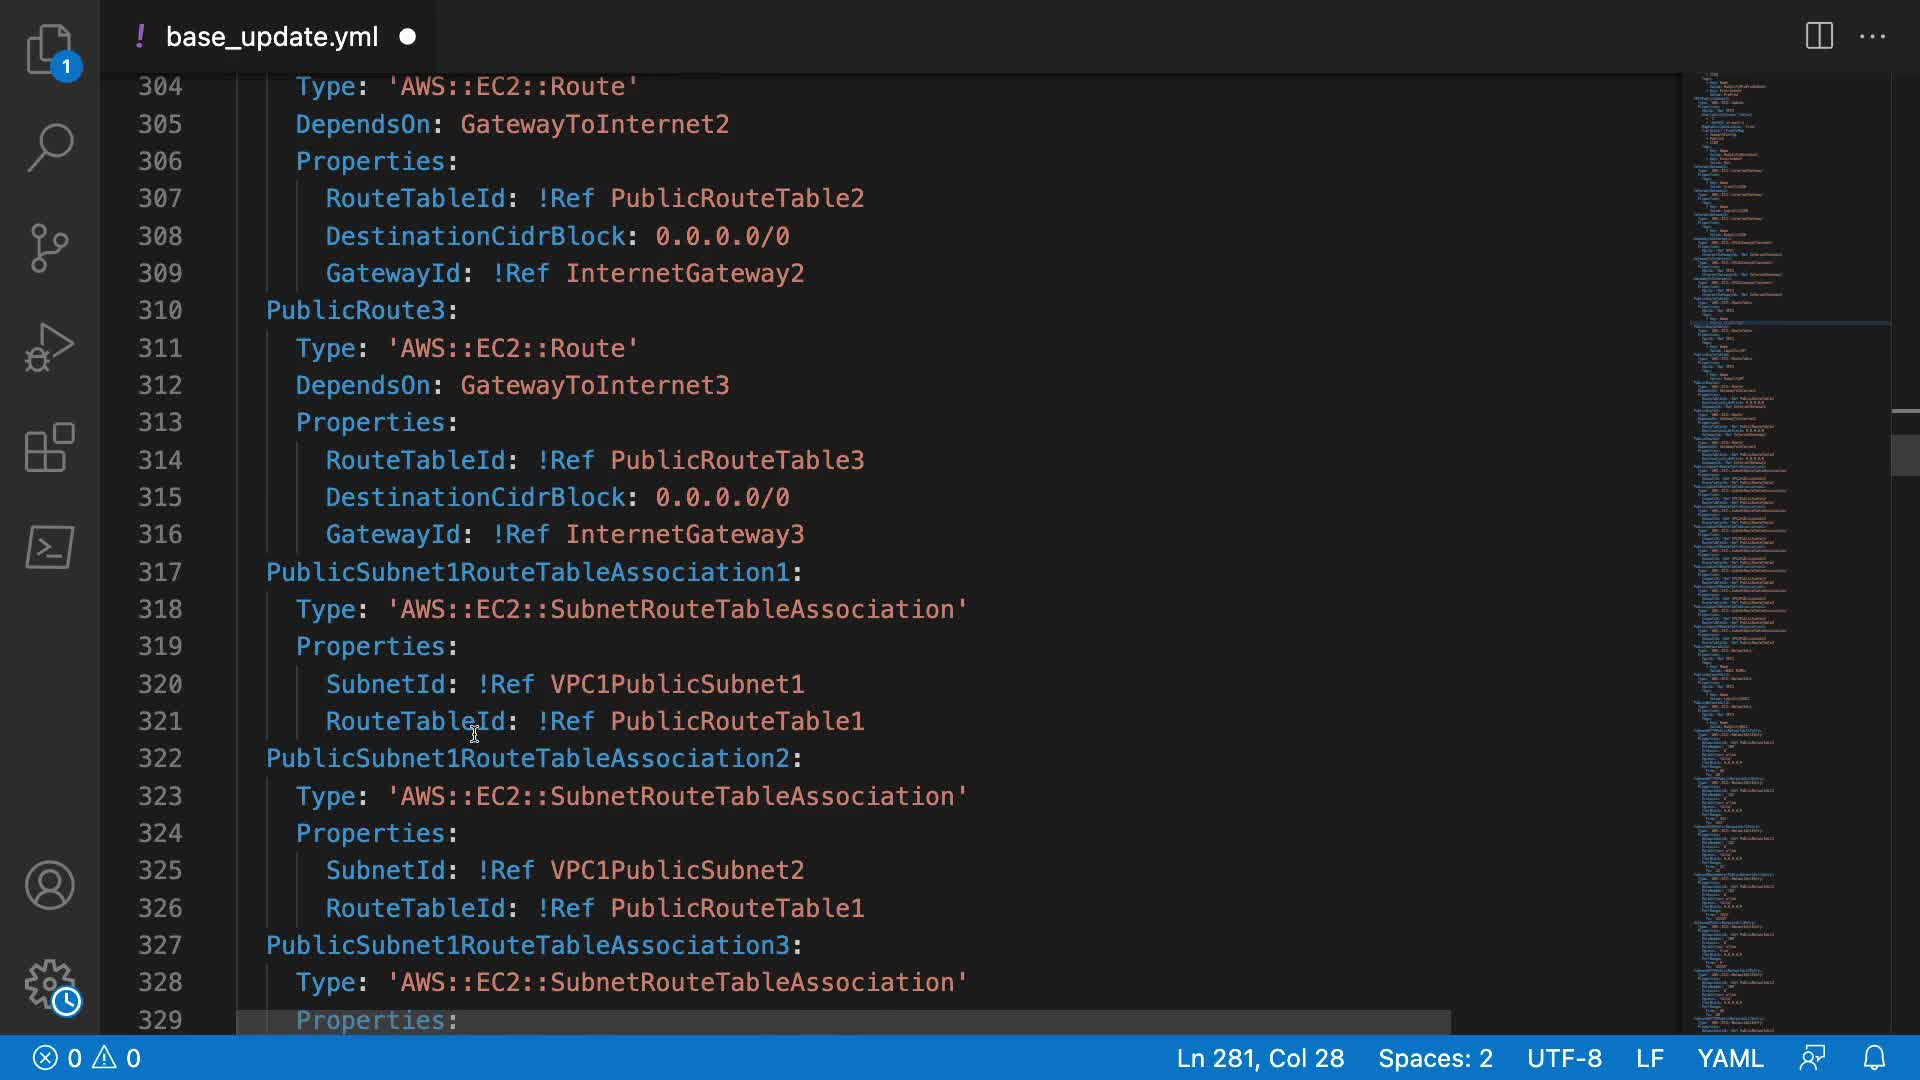 1
! base_update.yml
304 Type: 'AWS::EC2::Route'
305 DependsOn: GatewayToInternet2
306 Properties:
307 RouteTableId: !Ref PublicRouteTable2
308 DestinationCidrBlock: 0.0.0.0/0
309 GatewayId: !Ref InternetGateway2
310 PublicRoute3:
311 Type: 'AWS::EC2::Route'
312 DependsOn: GatewayToInternet3
313 Properties:
314 RouteTableId: !Ref PublicRouteTable3
315 DestinationCidrBlock: 0.0.0.0/0
316 GatewayId: !Ref InternetGateway3
317 PublicSubnet1RouteTableAssociation1:
318 Type: 'AWS::EC2::SubnetRouteTableAssociation'
319 Properties:
320 SubnetId: !Ref VPC1PublicSubnet1
321 RouteTableId: !Ref PublicRouteTable1
322 PublicSubnet1RouteTableAssociation2:
323 Type: 'AWS::EC2::SubnetRouteTableAssociation'
324 Properties:
325 SubnetId: !Ref VPC1PublicSubnet2
326 RouteTableId: !Ref PublicRouteTable1
327 PublicSubnet1RouteTableAssociation3:
328 Type: 'AWS::EC2::SubnetRouteTableAssociation'
329 Properties:
0 0 Ln 281, Col 28 Spaces: 2 UTF-8 LF YAML